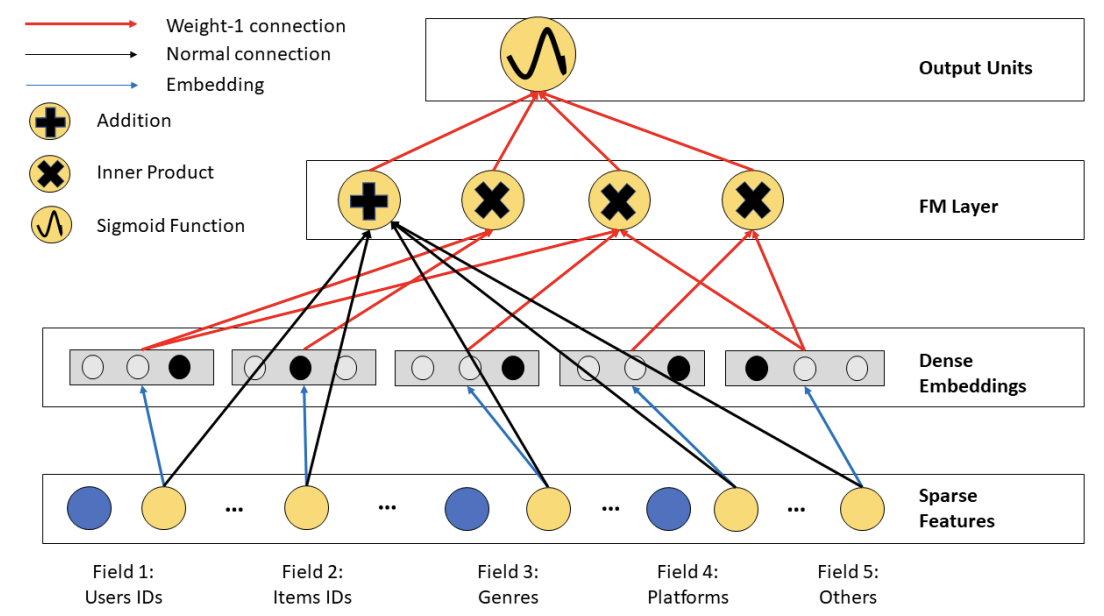 Weight-1 connection
Normal connection
Embedding
Addition
Inner Product
Sigmoid Function
Output Units
FM Layer
Dense
Embeddings
...
...
...
...
Sparse
Features
Field 1:
Users IDs
Field 2:
Items IDs
Field 3:
Genres
Field 4:
Platforms
Field 5:
Others